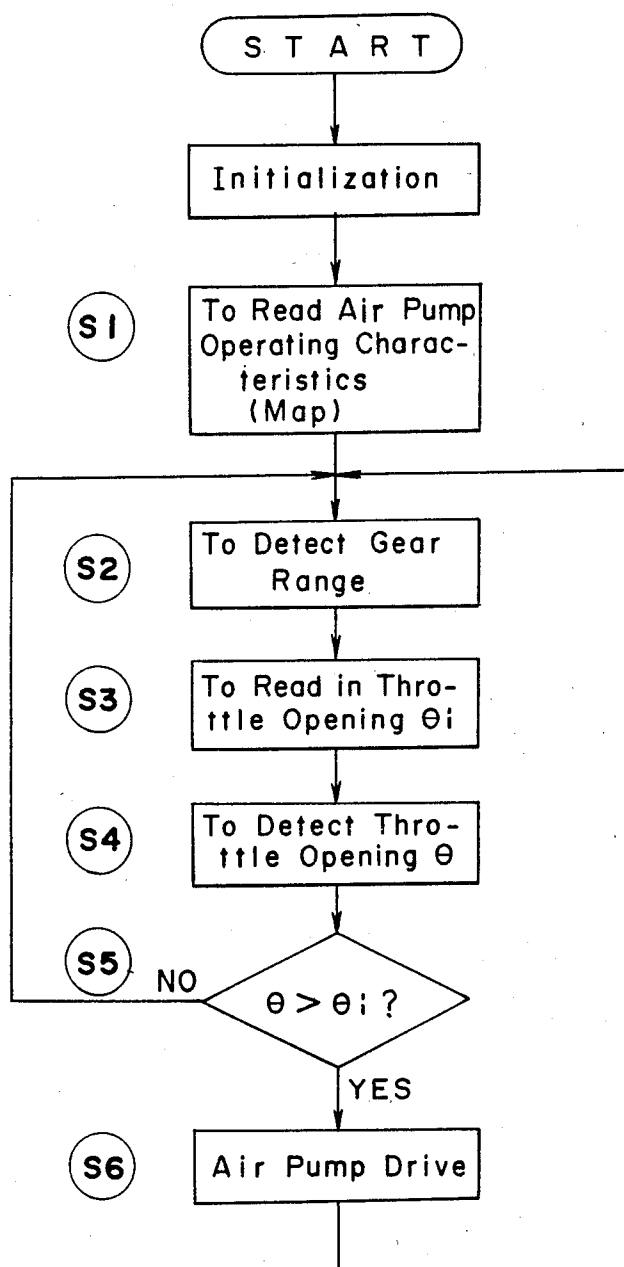 START
Initialization
S1
To Read Air Pump
Operating Charac-
teristics
(Map)
S2
To Detect Gear
Range
S3
To Read in Thro-
ttle Opening θi
S4
To Detect Thro-
ttle Opening θ
S5
NO
θ > θi ?
YES
S6
Air Pump Drive